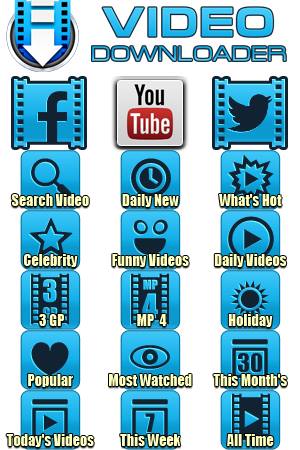 VIDEO
DOWNLOADER
f
You
Tube
Search Video
Daily New
What's Hot
Celebrity
Funny Videos
Daily Videos
3
GP
3 GP
MP
4
MP 4
Holiday
Popular
Most Watched
30
This Month's
Today's Videos
7
This Week
All Time